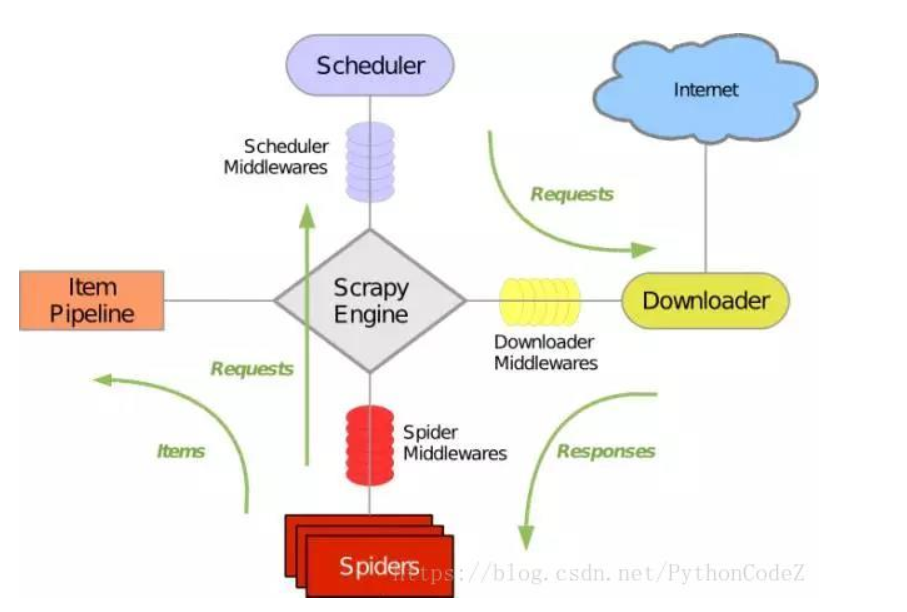 Scheduler
Internet
Scheduler
Middlewares
Requests
Item
Pipeline
Scrapy
Engine
Downloader
Downloader
Middlewares
Requests
Items
Spider
Middlewares
Responses
Spiders
https://blog.csdn.net/PythonCodeZ